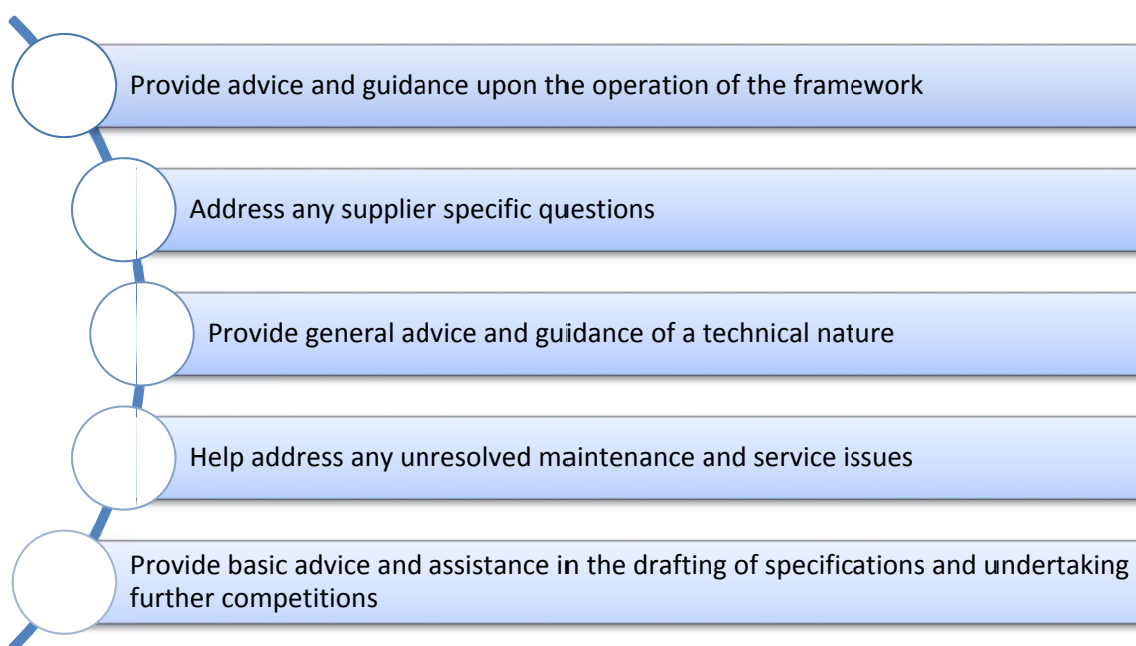 Provide advice and guidance upon the operation of the framework
Address any supplier specific questions
Provide general advice and guidance of a technical nature
Help address any unresolved maintenance and service issues
Provide basic advice and assistance in the drafting of specifications and undertaking
further competitions